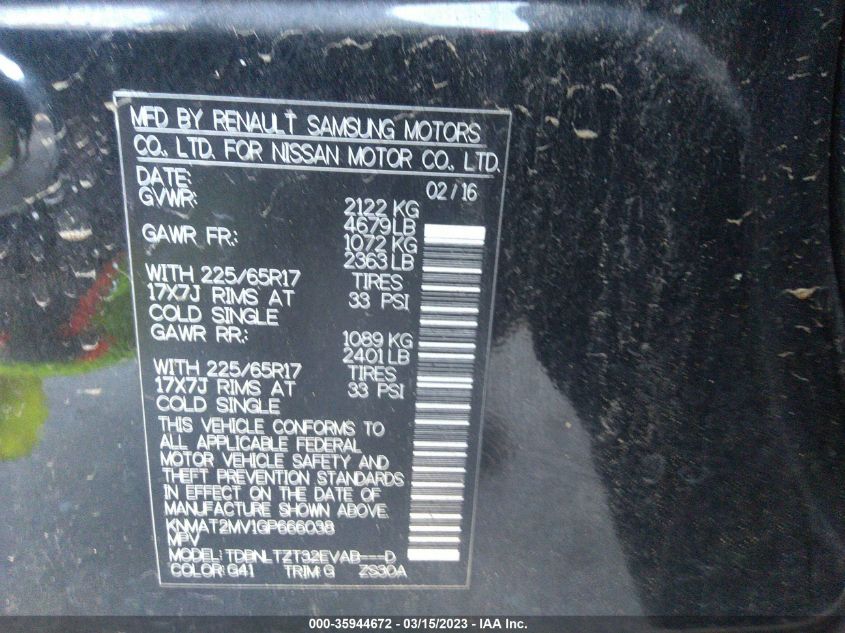 MFD BY RENAULT SAMSUNG MOTORS
CO., LTD. FOR NISSAN MOTOR CO., LTD.
DATE: 02/16
GVWR: 2122 KG
4679 LB
GAWR FR.: 1072 KG
2363 LB
WITH 225/65R17 TIRES
17X7J RIMS AT 33 PSI
COLD SINGLE
GAWR RR.: 1089 KG
2401 LB
WITH 225/65R17 TIRES
17X7J RIMS AT 33 PSI
COLD SINGLE
THIS VEHICLE CONFORMS TO
ALL APPLICABLE FEDERAL
MOTOR VEHICLE SAFETY AND
THEFT PREVENTION STANDARDS
IN EFFECT ON THE DATE OF
MANUFACTURE SHOWN ABOVE.
KNMAT2MV1GP666038
MPV
MODEL: TDBNLTZT32EVAB---D
COLOR: G41 TRIM: G ZS30A
000-35944672 - 03/15/2023 - IAA Inc.